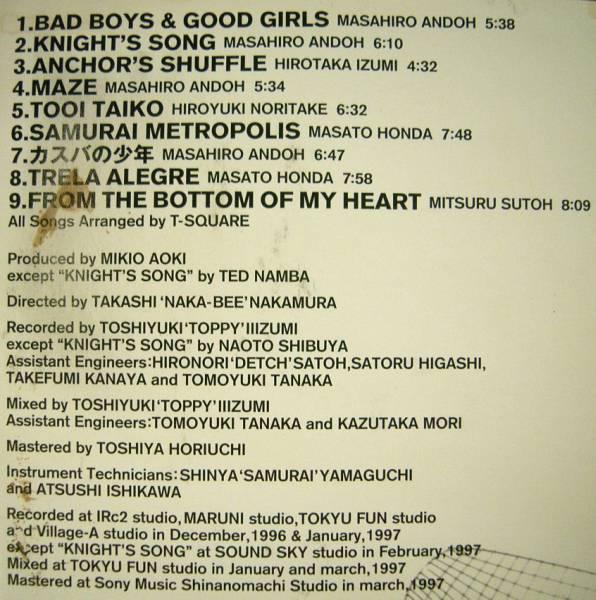 1.BAD BOYS & GOOD GIRLS MASAHIRO ANDOH 5:38
2.KNIGHT'S SONG MASAHIRO ANDOH 6:10
3.ANCHOR'S SHUFFLE HIROTAKA IZUMI 4:32
4.MAZE MASAHIRO ANDOH 5:34
5.TOOI TAIKO HIROYUKI NORITAKE 6:32
6.SAMURAI METROPOLIS MASATO HONDA 7:48
7.カスバの少年 MASAHIRO ANDOH 6:47
8.TRELA ALEGRE MASATO HONDA 7:58
9.FROM THE BOTTOM OF MY HEART MITSURU SUTOH 8:09
All Songs Arranged by T-SQUARE
Produced by MIKIO AOKI
except "KNIGHT'S SONG" by TED NAMBA
Directed by TAKASHI 'NAKA-BEE' NAKAMURA
Recorded by TOSHIYUKI 'TOPPY' IIIZUMI
except "KNIGHT'S SONG" by NAOTO SHIBUYA
Assistant Engineers:HIRONORI 'DETCH' SATOH,SATORU HIGASHI,
TAKEFUMI KANAYA and TOMOYUKI TANAKA
Mixed by TOSHIYUKI 'TOPPY' IIIZUMI
Assistant Engineers:TOMOYUKI TANAKA and KAZUTAKA MORI
Mastered by TOSHIYA HORIUCHI
Instrument Technicians:SHINYA 'SAMURAI' YAMAGUCHI
and ATSUSHI ISHIKAWA
Recorded at IRc2 studio,MARUNI studio,TOKYU FUN studio
and Village-A studio in December,1996 & January,1997
except "KNIGHT'S SONG" at SOUND SKY studio in February,1997
Mixed at TOKYU FUN studio in January and march,1997
Mastered at Sony Music Shinanomachi Studio in march,1997